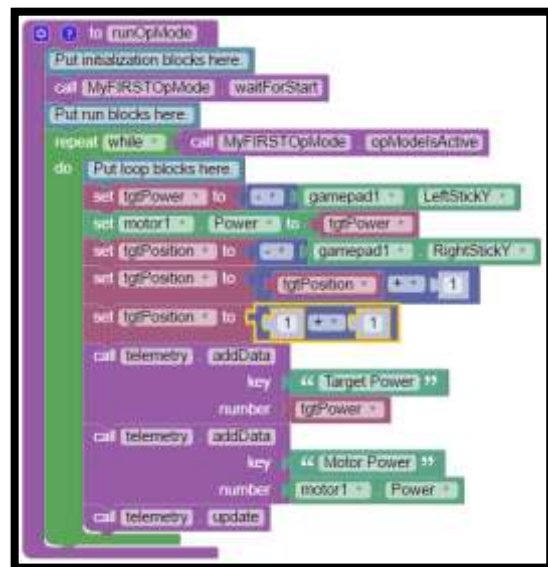 to runOpMode
Put initialization blocks here.
call MyFIRSTOpMode . waitForStart
Put run blocks here.
repeat while call MyFIRSTOpMode . opModeIsActive
do Put loop blocks here.
set tgtPower to - gamepad1 . LeftStickY
set motor1 . Power to tgtPower
set tgtPosition to - gamepad1 . RightStickY
set tgtPosition to tgtPosition + 1
set tgtPosition to 1 + 1
call telemetry . addData
key “ Target Power ”
number tgtPower
call telemetry . addData
key “ Motor Power ”
number motor1 . Power
call telemetry . update